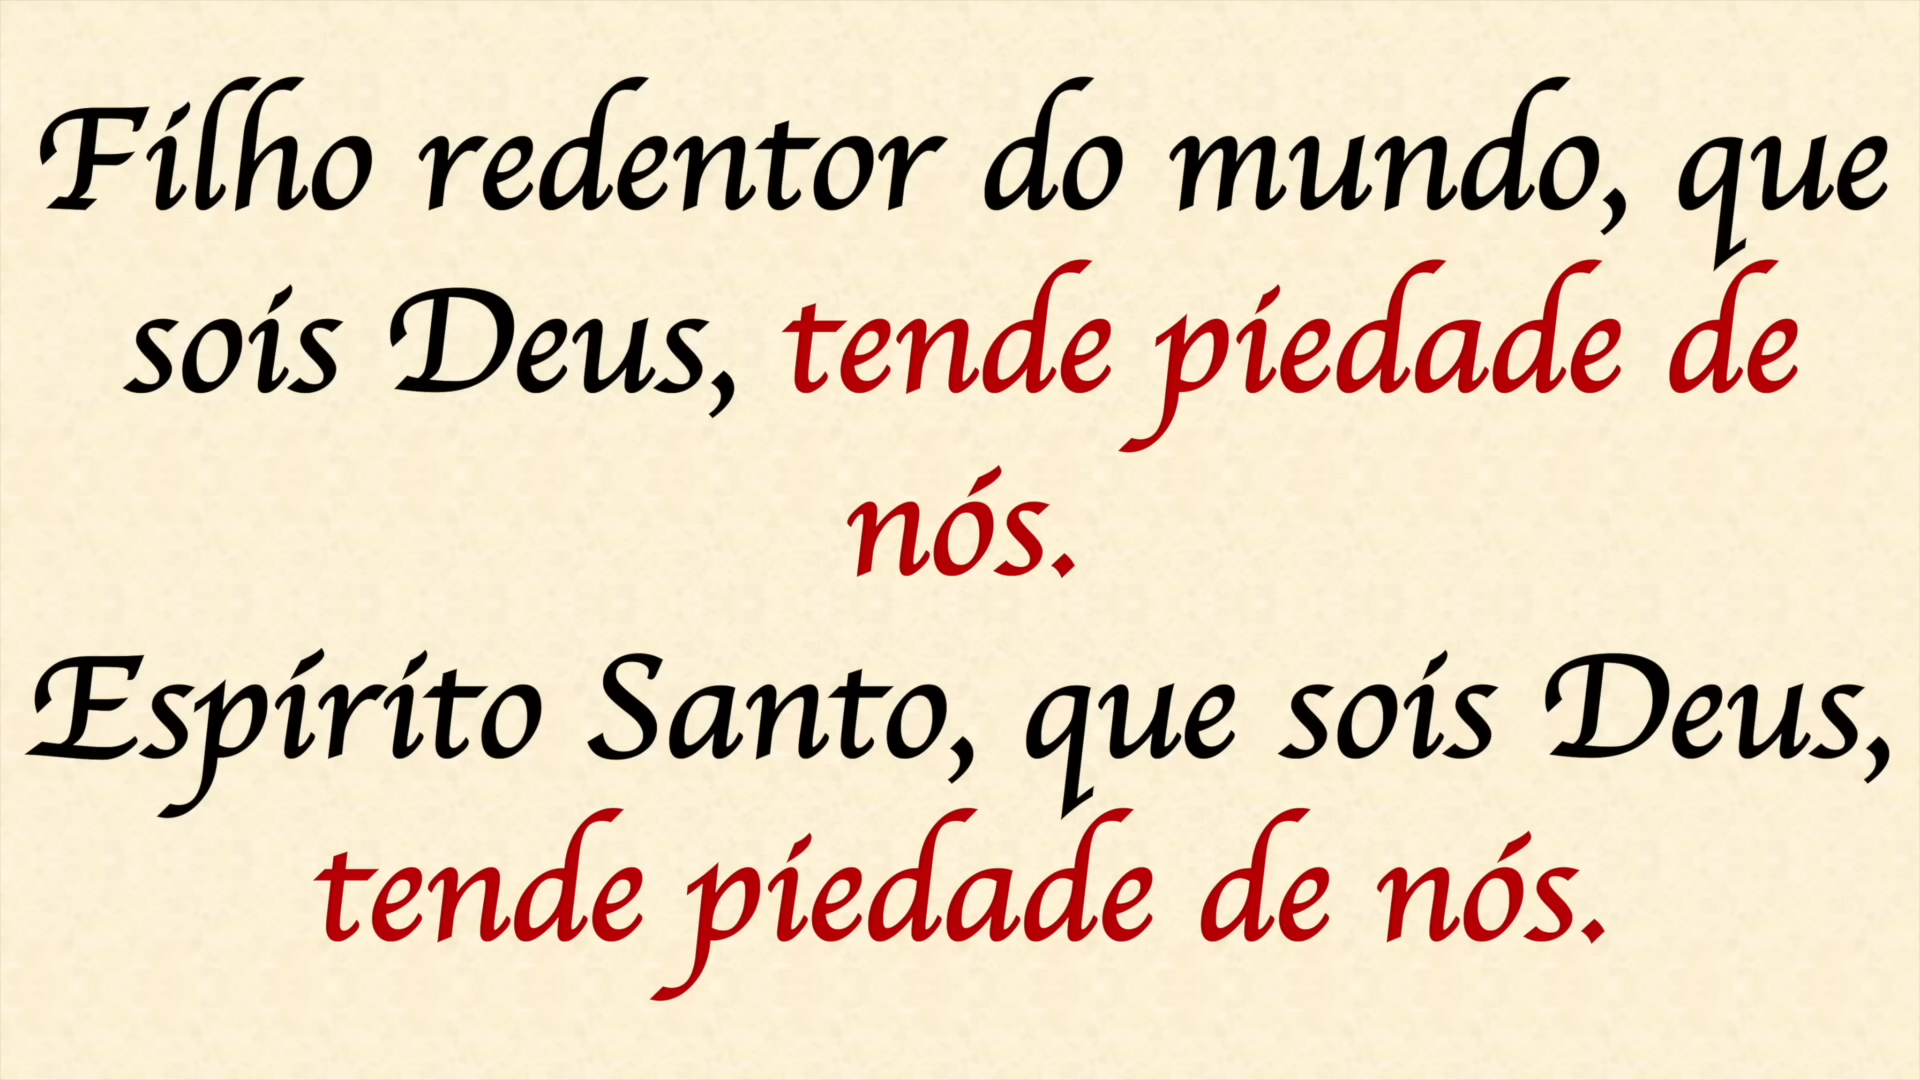 Filho redentor do mundo, que
sois Deus, tende piedade de
nós.
Espírito Santo, que sois Deus,
tende piedade de nós.